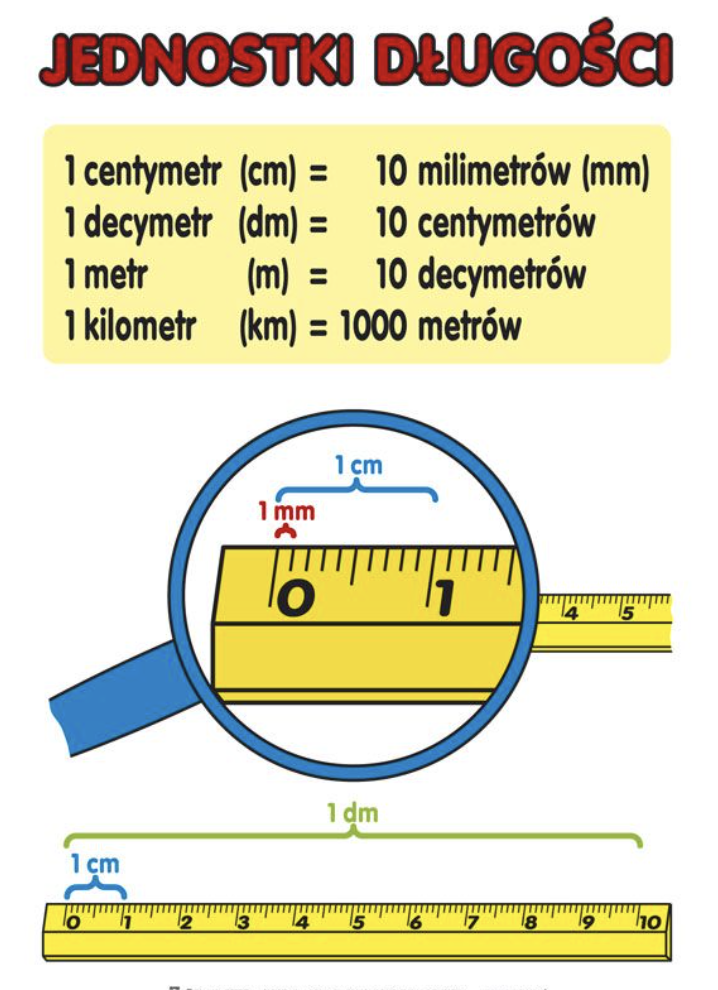 JEDNOSTKI DŁUGOŚCI
1 centymetr (cm) = 10 milimetrów (mm)
1 decymetr (dm) = 10 centymetrów
1 metr (m) = 10 decymetrów
1 kilometr (km) = 1000 metrów
1 cm
1 mm
0 1
4 5
1 dm
1 cm
0 1 2 3 4 5 6 7 8 9 10